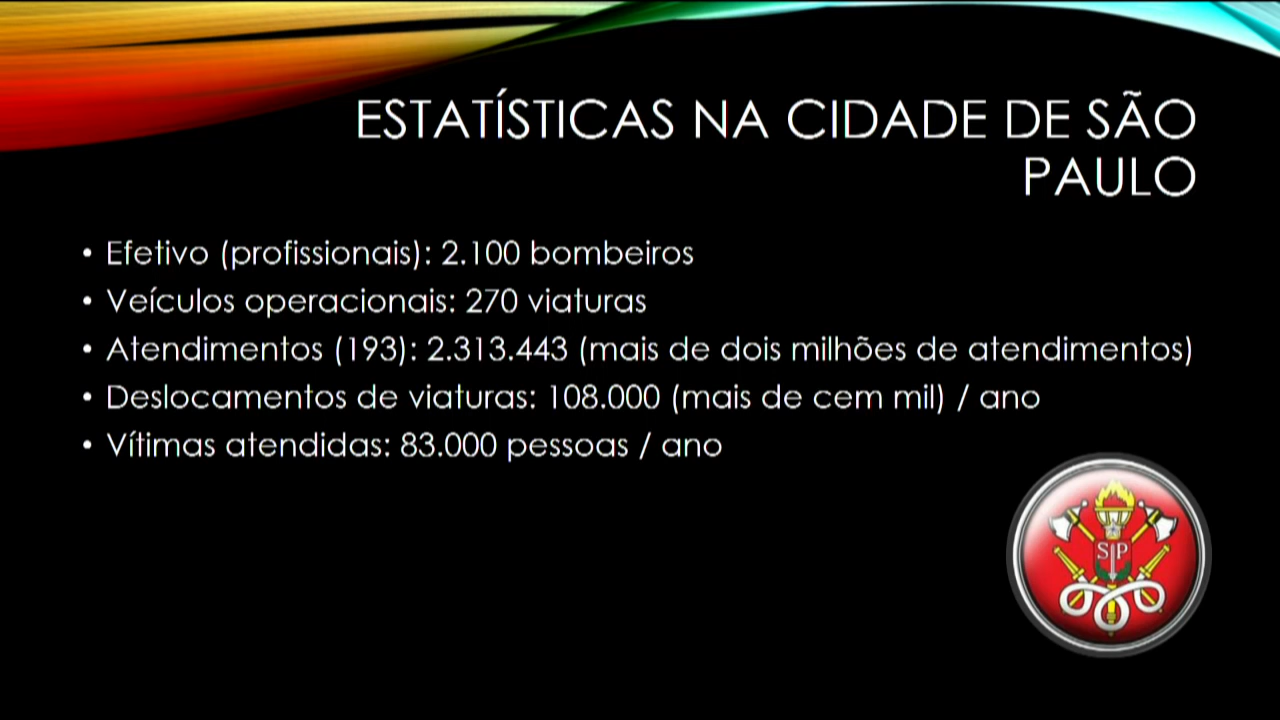 ESTATÍSTICAS NA CIDADE DE SÃO
PAULO
• Efetivo (profissionais): 2.100 bombeiros
• Veículos operacionais: 270 viaturas
• Atendimentos (193): 2.313.443 (mais de dois milhões de atendimentos)
• Deslocamentos de viaturas: 108.000 (mais de cem mil) / ano
• Vítimas atendidas: 83.000 pessoas / ano
SP